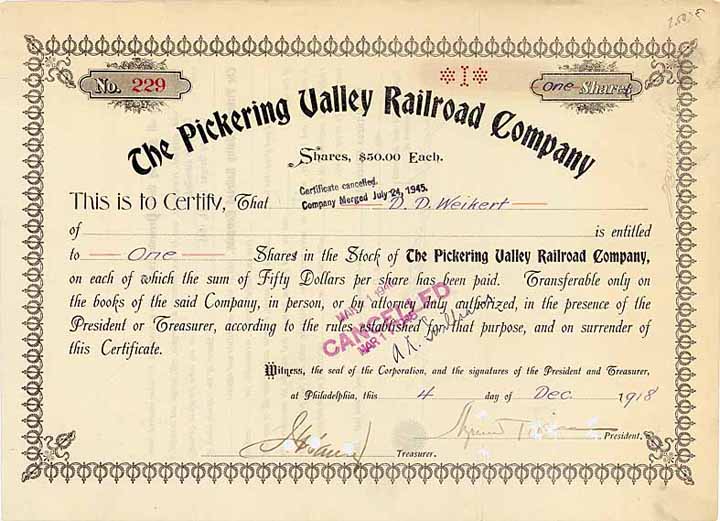 No. 229
*1*
One Share
The Pickering Valley Railroad Company
Shares, $50.00 Each.
Certificate cancelled.
Company Merged July 24, 1945.
This is to Certify, That D. D. Weikert
of is entitled
to One Shares in the Stock of The Pickering Valley Railroad Company,
on each of which the sum of Fifty Dollars per share has been paid. Transferable only on
the books of the said Company, in person, or by attorney duly authorized, in the presence of the
President or Treasurer, according to the rules established for that purpose, and on surrender of
this Certificate.
CANCELLED
Witness, the seal of the Corporation, and the signatures of the President and Treasurer,
at Philadelphia, this 4 day of Dec. 1918
President.
Treasurer.